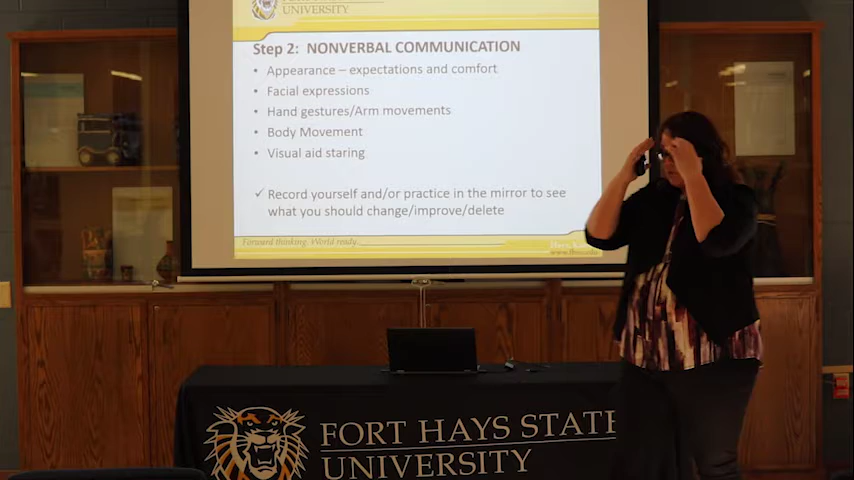 UNIVERSITY
Step 2: NONVERBAL COMMUNICATION
• Appearance – expectations and comfort
• Facial expressions
• Hand gestures/Arm movements
• Body Movement
• Visual aid staring
✓ Record yourself and/or practice in the mirror to see
what you should change/improve/delete
Forward thinking. World ready.
FORT HAYS STATE
UNIVERSITY